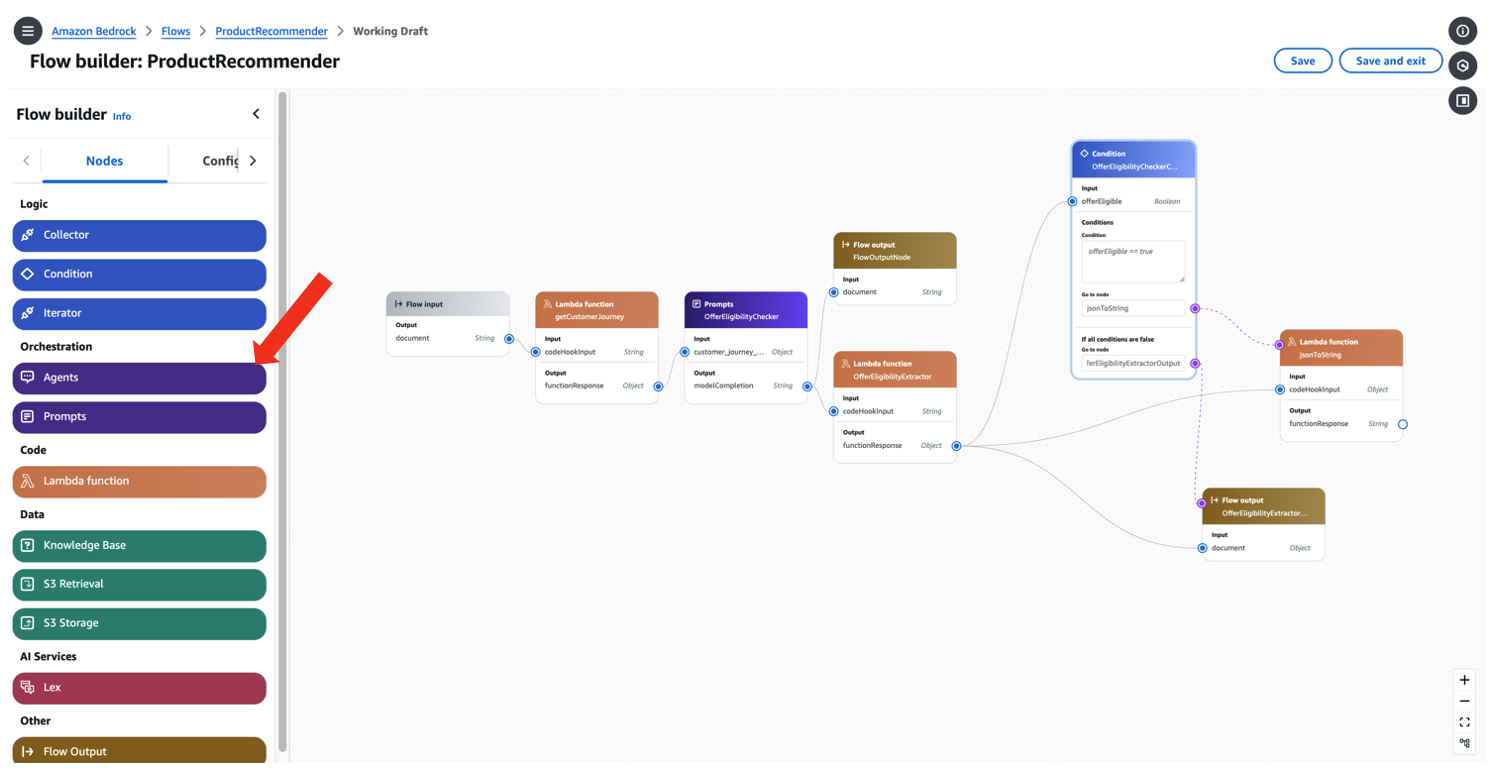 Amazon Bedrock > Flows > ProductRecommender > Working Draft
Flow builder: ProductRecommender
Save
Save and exit
Flow builder Info
Nodes
Config
Logic
Collector
Condition
Iterator
Orchestration
Agents
Prompts
Code
Lambda function
Data
Knowledge Base
S3 Retrieval
S3 Storage
AI Services
Lex
Other
Flow Output
Flow input
Output
document String
Lambda function
getCustomerJourney
Input
codeHookInput String
Output
functionResponse Object
Prompts
OfferEligibilityChecker
Input
customer_journey_... Object
Output
modelCompletion String
Flow output
FlowOutputNode
Input
document String
Lambda function
OfferEligibilityExtractor
Input
codeHookInput String
Output
functionResponse Object
Condition
OfferEligibilityCheckerC...
Input
offerEligible Boolean
Conditions
Condition
offerEligible == true
Go to node
jsonToString
If all conditions are false
Go to node
ferEligibilityExtractorOutput
Lambda function
jsonToString
Input
codeHookInput Object
Output
functionResponse String
Flow output
OfferEligibilityExtractor...
Input
document Object